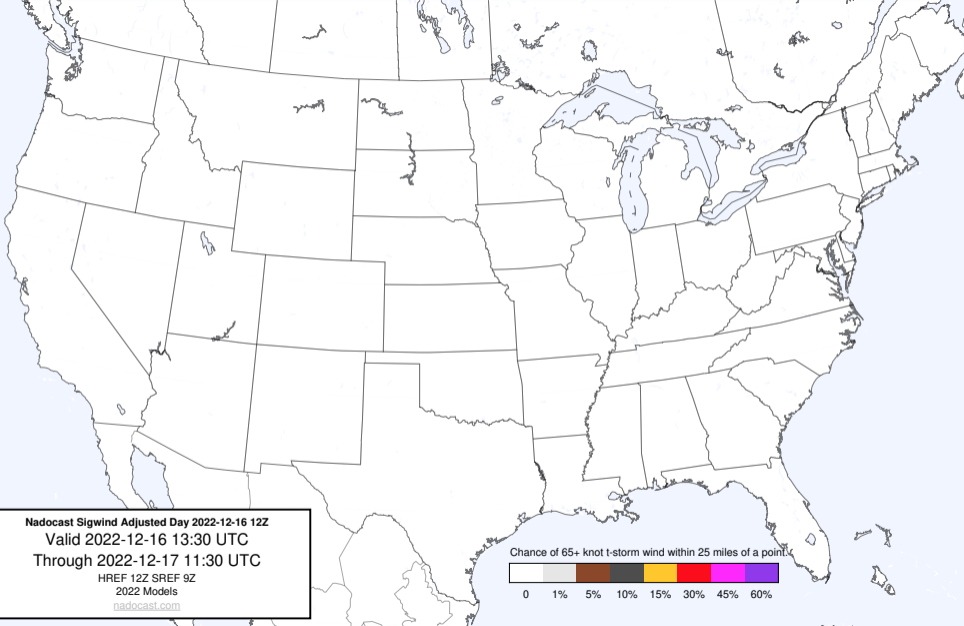 Nadocast Sigwind Adjusted Day 2022-12-16 12Z
Valid 2022-12-16 13:30 UTC
Through 2022-12-17 11:30 UTC
HREF 12Z SREF 9Z
2022 Models
nadocast.com
Chance of 65+ knot t-storm wind within 25 miles of a point.
0 1% 5% 10% 15% 30% 45% 60%